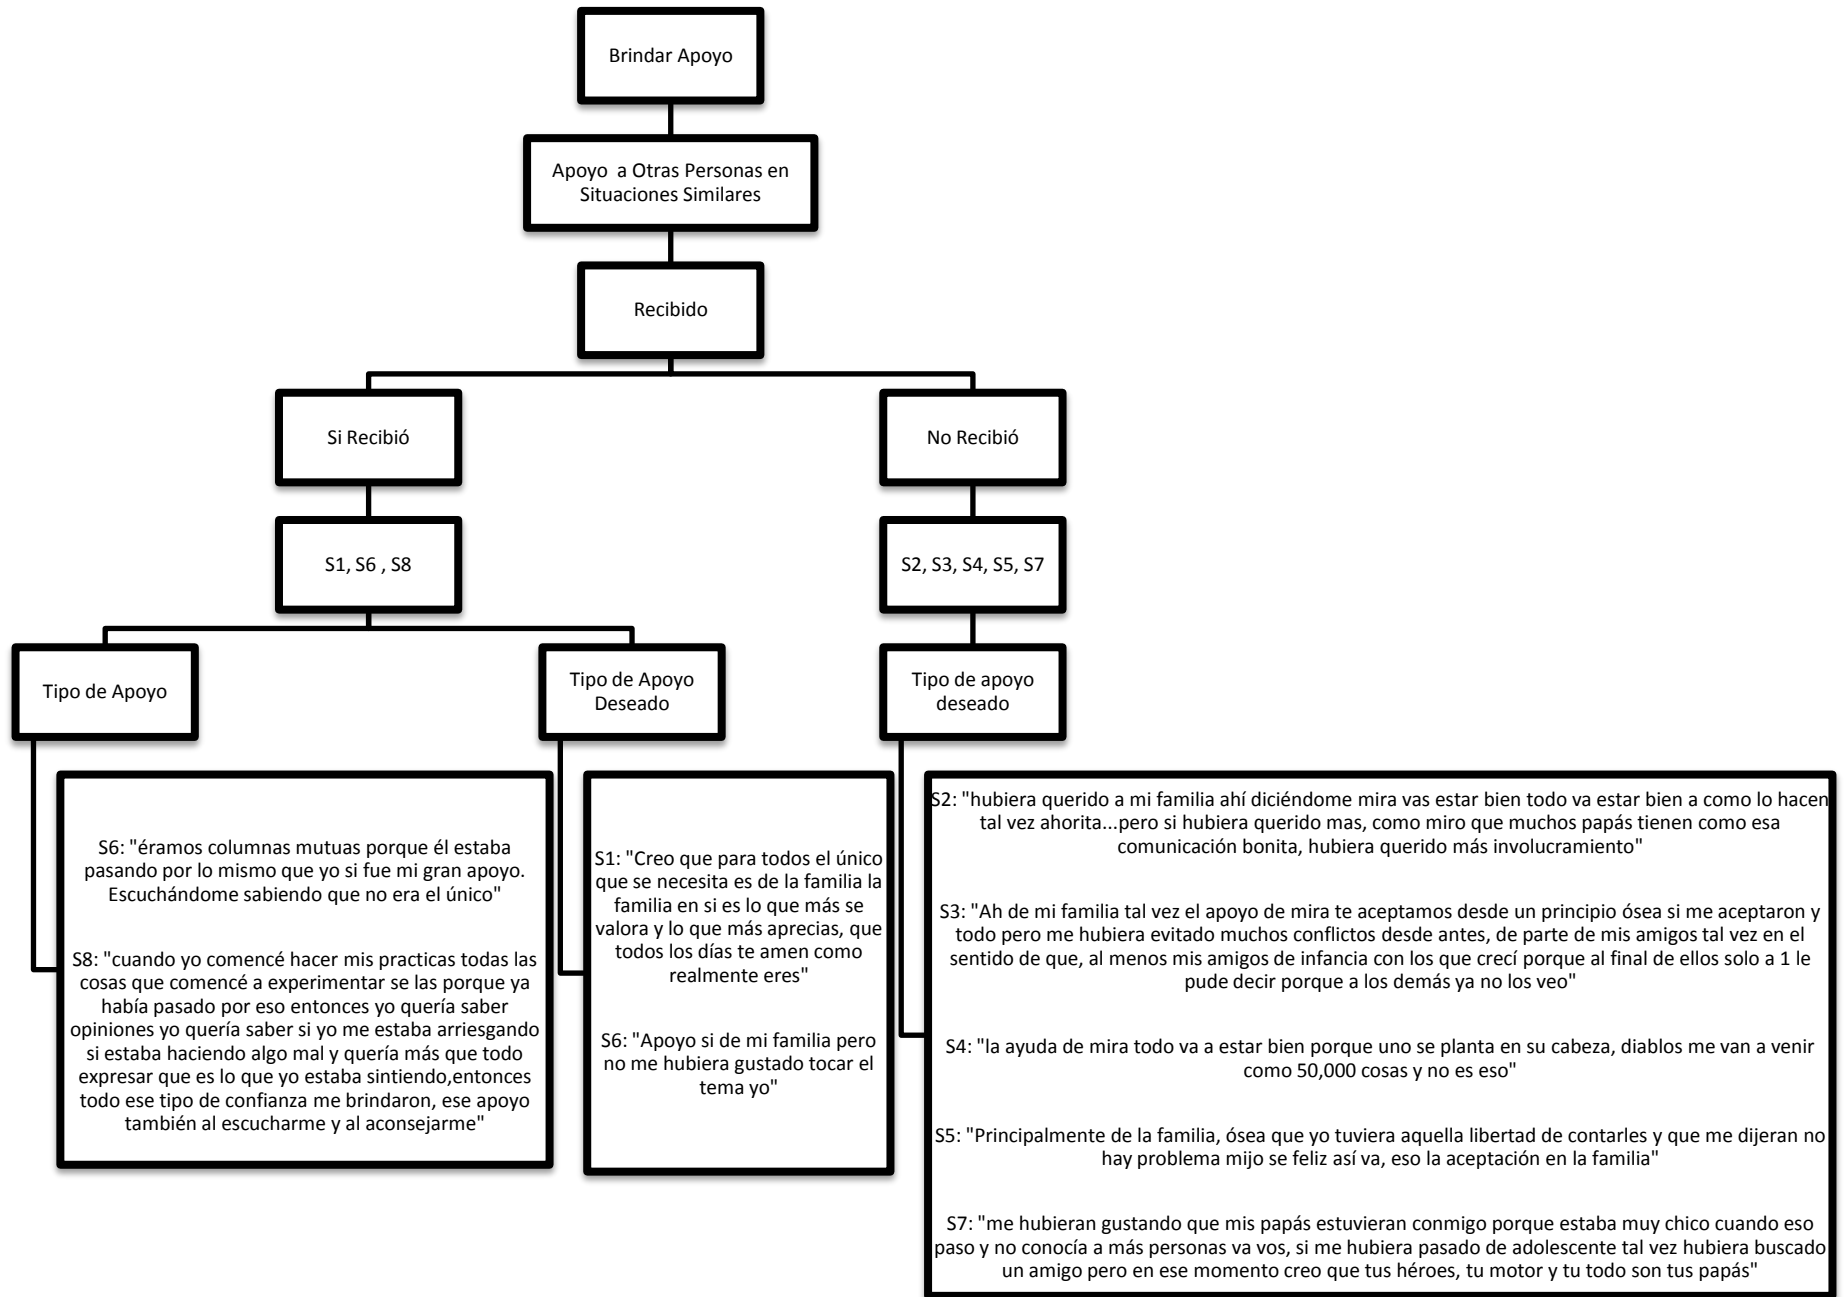 Brindar Apoyo
Apoyo a Otras Personas en
Situaciones Similares
Recibido
Si Recibió
No Recibió
S1, S6 , S8
S2, S3, S4, S5, S7
Tipo de Apoyo
Tipo de Apoyo
Deseado
Tipo de apoyo
deseado
S6: "éramos columnas mutuas porque él estaba
pasando por lo mismo que yo si fue mi gran apoyo.
Escuchándome sabiendo que no era el único"
S8: "cuando yo comencé hacer mis practicas todas las
cosas que comencé a experimentar se las porque ya
había pasado por eso entonces yo quería saber
opiniones yo quería saber si yo me estaba arriesgando
si estaba haciendo algo mal y quería más que todo
expresar que es lo que yo estaba sintiendo,entonces
todo ese tipo de confianza me brindaron, ese apoyo
también al escucharme y al aconsejarme"
S1: "Creo que para todos el único
que se necesita es de la familia la
familia en si es lo que más se
valora y lo que más aprecias, que
todos los días te amen como
realmente eres"
S6: "Apoyo si de mi familia pero
no me hubiera gustado tocar el
tema yo"
S2: "hubiera querido a mi familia ahí diciéndome mira vas estar bien todo va estar bien a como lo hacen
tal vez ahorita...pero si hubiera querido mas, como miro que muchos papás tienen como esa
comunicación bonita, hubiera querido más involucramiento"
S3: "Ah de mi familia tal vez el apoyo de mira te aceptamos desde un principio ósea si me aceptaron y
todo pero me hubiera evitado muchos conflictos desde antes, de parte de mis amigos tal vez en el
sentido de que, al menos mis amigos de infancia con los que crecí porque al final de ellos solo a 1 le
pude decir porque a los demás ya no los veo"
S4: "la ayuda de mira todo va a estar bien porque uno se planta en su cabeza, diablos me van a venir
como 50,000 cosas y no es eso"
S5: "Principalmente de la familia, ósea que yo tuviera aquella libertad de contarles y que me dijeran no
hay problema mijo se feliz así va, eso la aceptación en la familia"
S7: "me hubieran gustando que mis papás estuvieran conmigo porque estaba muy chico cuando eso
paso y no conocía a más personas va vos, si me hubiera pasado de adolescente tal vez hubiera buscado
un amigo pero en ese momento creo que tus héroes, tu motor y tu todo son tus papás"